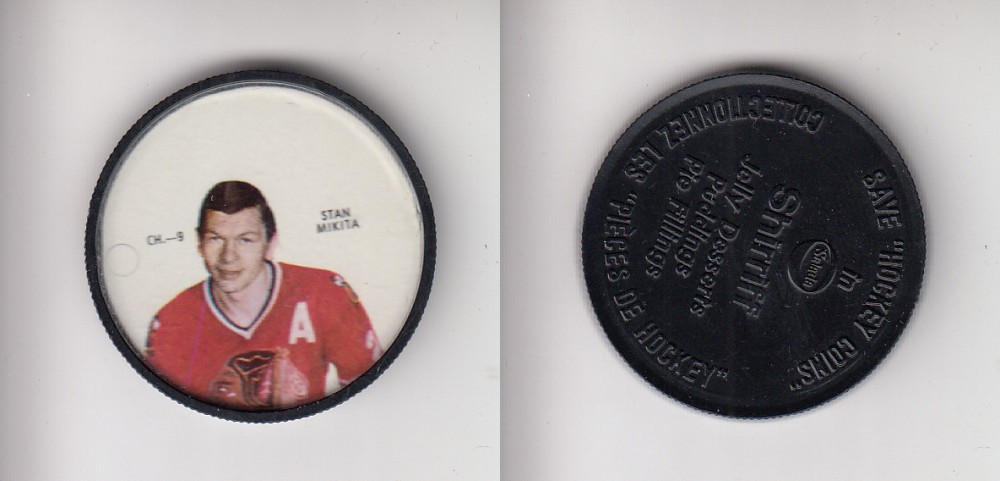 CH.—9
STAN
MIKITA
A
SAVE "HOCKEY COINS"
in
Salada
Shirriff
Jelly Desserts
Puddings
Pie Fillings
COLLECTIONNEZ LES "PIÈCES DE HOCKEY"